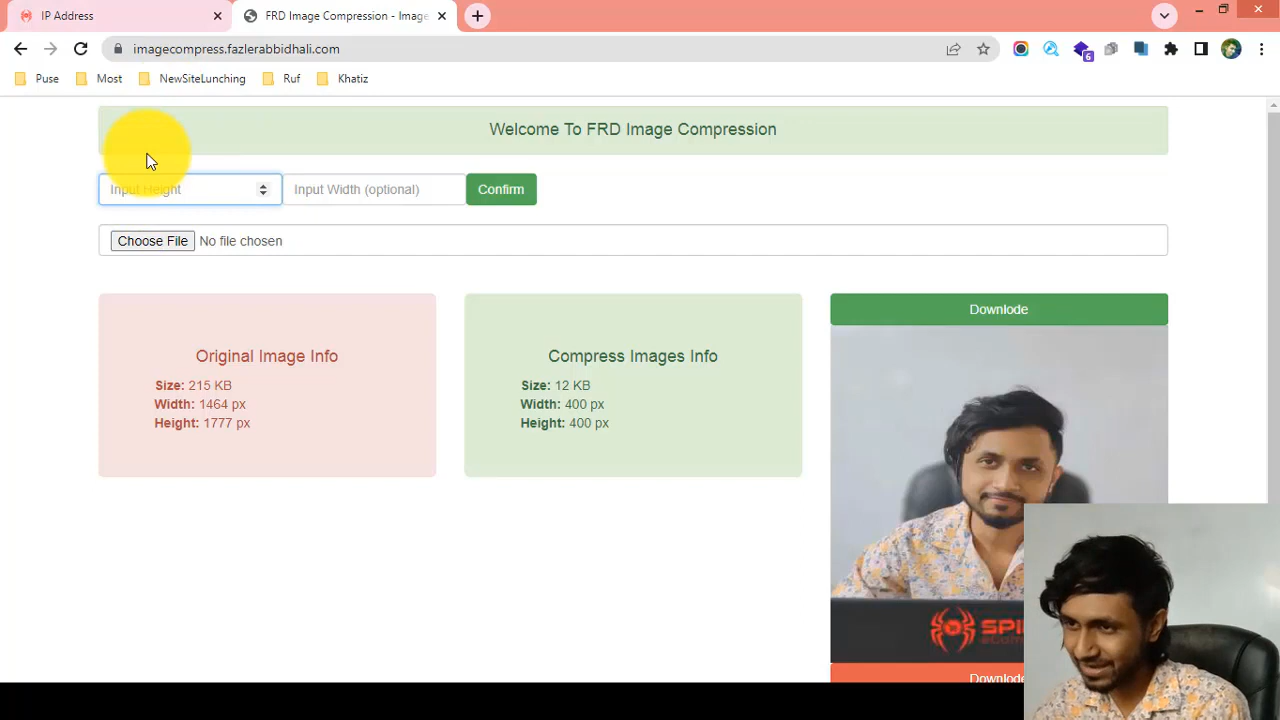 IP Address
FRD Image Compression - Image
imagecompress.fazlerabbidhali.com
6
Puse
Most
NewSiteLunching
Ruf
Khatiz
Welcome To FRD Image Compression
Input Height
Input Width (optional)
Confirm
Choose File
No file chosen
Original Image Info
Size: 215 KB
Width: 1464 px
Height: 1777 px
Compress Images Info
Size: 12 KB
Width: 400 px
Height: 400 px
Downlode
Downlode